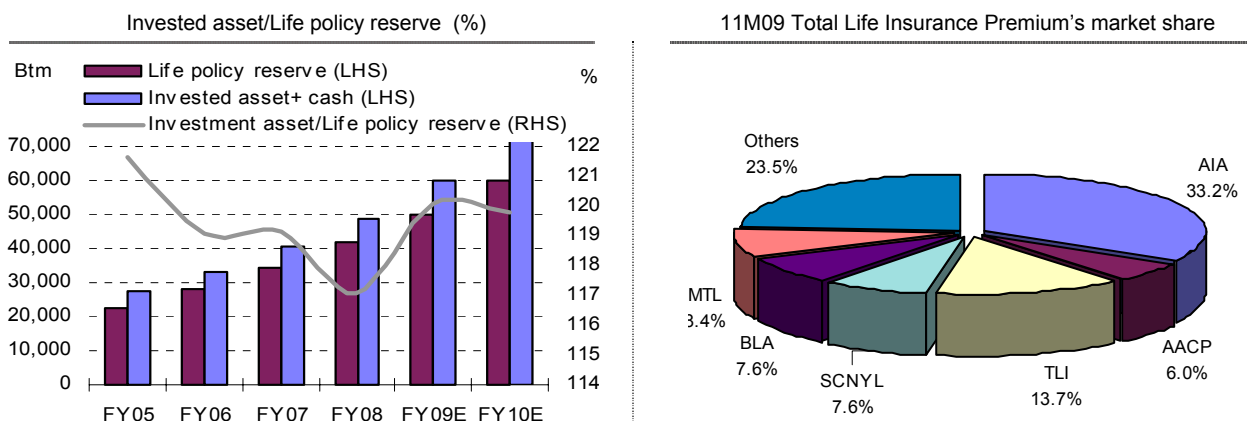 Invested asset/Life policy reserve (%)
Btm
Life policy reserve (LHS)
Invested asset+ cash (LHS)
Investment asset/Life policy reserve (RHS)
%
70,000
60,000
50,000
40,000
30,000
20,000
10,000
0
122
121
120
119
118
117
116
115
114
FY05 FY06 FY07 FY08 FY09E FY10E
11M09 Total Life Insurance Premium's market share
Others
23.5%
AIA
33.2%
MTL
.4%
BLA
7.6%
SCNYL
7.6%
TLI
13.7%
AACP
6.0%